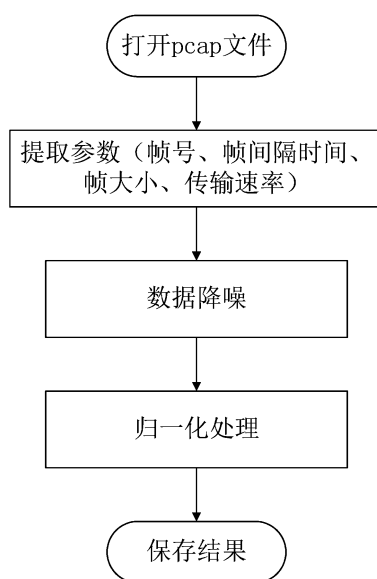 打开pcap文件
提取参数（帧号、帧间隔时间、
帧大小、传输速率）
数据降噪
归一化处理
保存结果